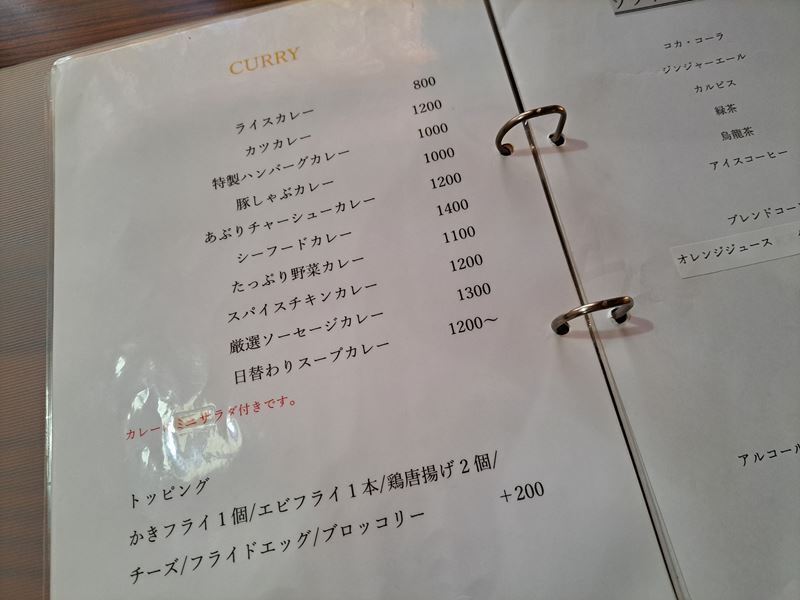 CURRY
ライスカレー 800
カツカレー 1200
特製ハンバーグカレー 1000
豚しゃぶカレー 1000
あぶりチャーシューカレー 1200
シーフードカレー 1400
たっぷり野菜カレー 1100
スパイスチキンカレー 1200
厳選ソーセージカレー 1300
日替わりスープカレー 1200〜
カレーはミニサラダ付きです。
トッピング
かきフライ1個/エビフライ1本/鶏唐揚げ2個/
チーズ/フライドエッグ/ブロッコリー +200
コカ・コーラ
ジンジャーエール
カルピス
緑茶
烏龍茶
アイスコーヒー
ブレンドコー
オレンジジュース
アルコール